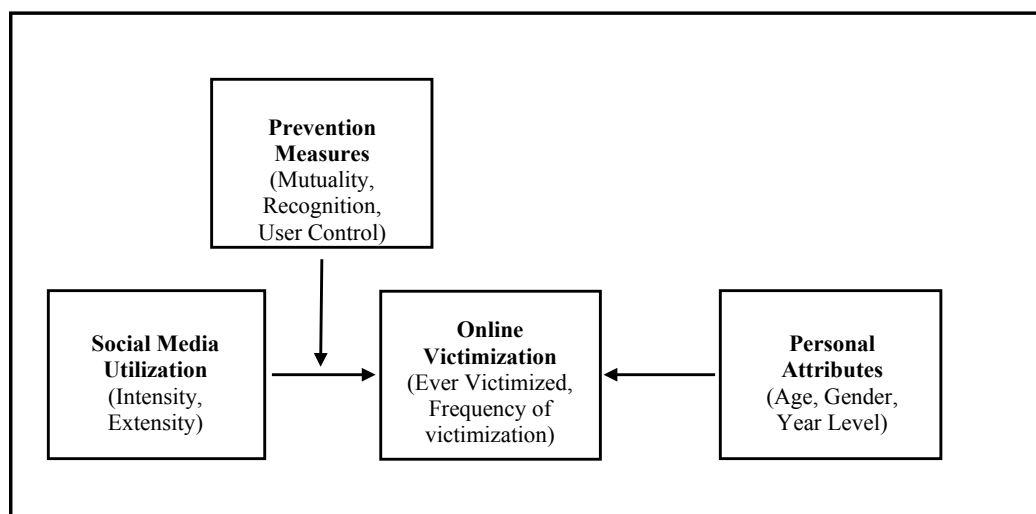 Prevention
Measures
(Mutuality,
Recognition,
User Control)
Social Media
Utilization
(Intensity,
Extensity)
Online
Victimization
(Ever Victimized,
Frequency of
victimization)
Personal
Attributes
(Age, Gender,
Year Level)